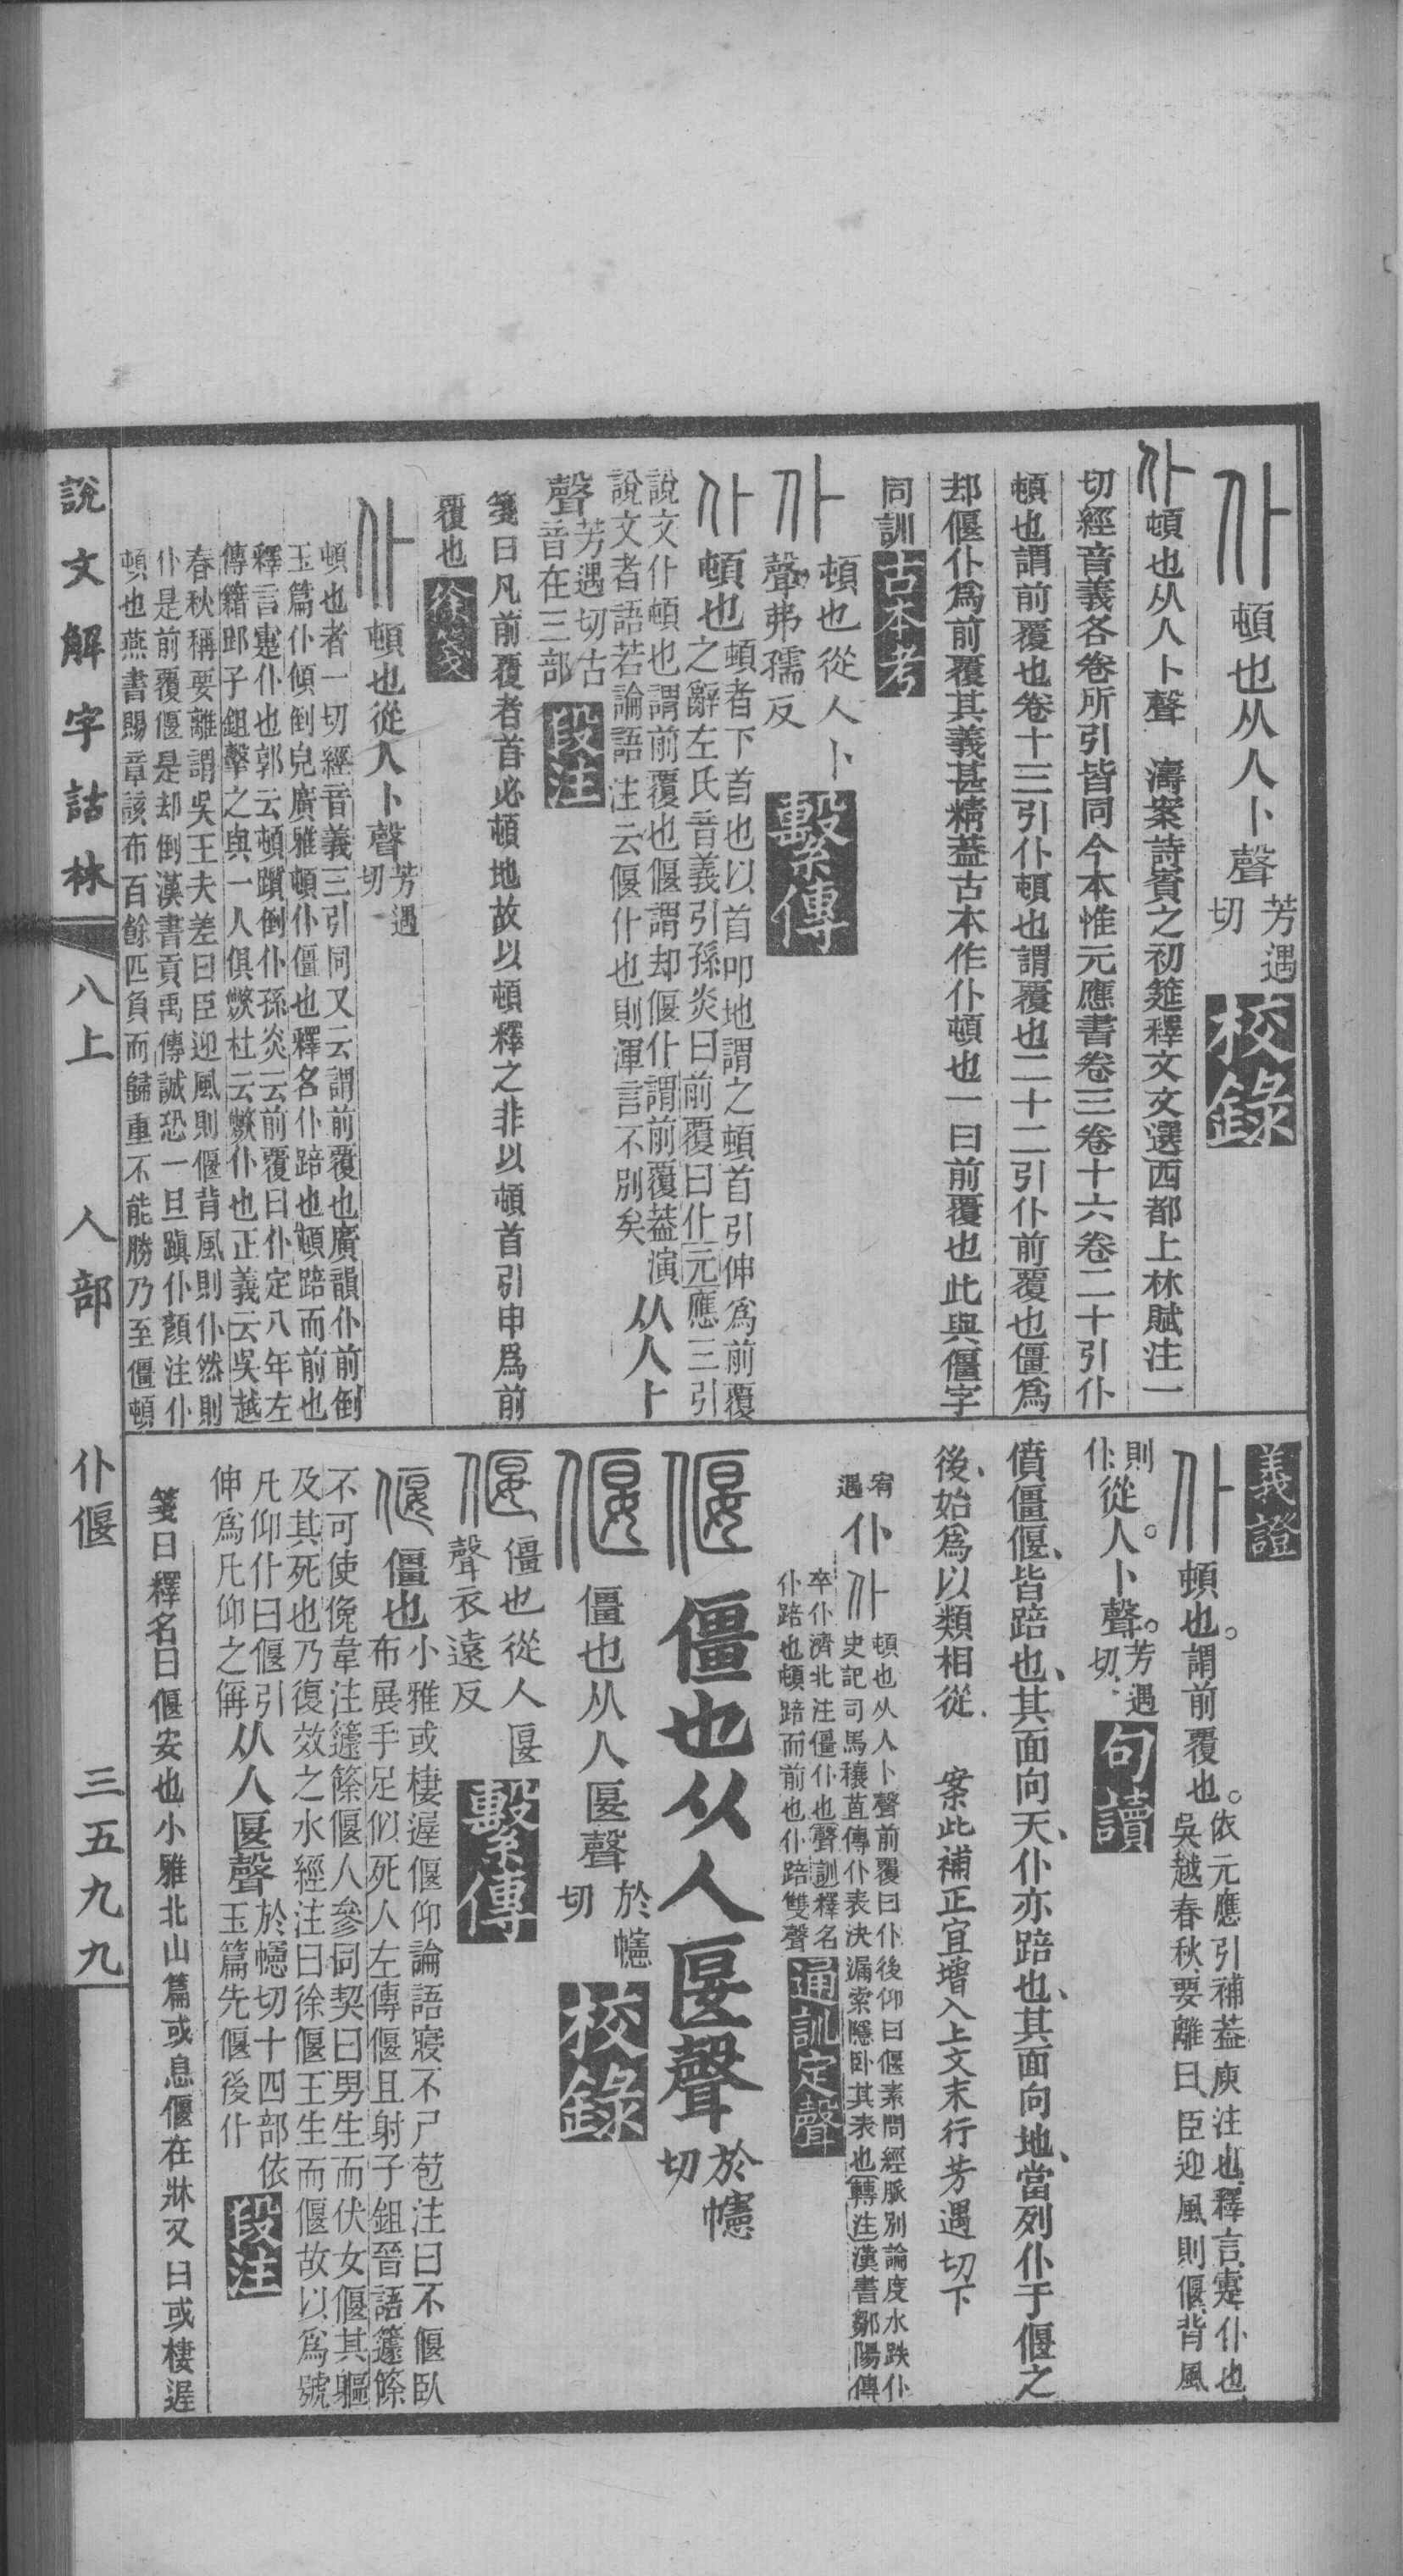 仆頓也从人卜聲芳遇切校錄
仆頓也从人卜聲 濤案詩賓之初筵釋文文選西都上林賦注一
切經音義各卷所引皆同今本惟元應書卷三卷十六卷二十引仆
頓也謂前覆也卷十三引仆頓也謂覆也二十二引仆前覆也僵爲
却偃仆爲前覆其義甚精葢古本作仆頓也一曰前覆也此與僵字
同訓古本考
仆頓也從人卜
聲弗孺反繫傳
仆頓也頓者下首也以首叩地謂之頓首引伸爲前覆
之辭左氏音義引孫炎曰前覆曰仆元應三引
說文仆頓也謂前覆也偃謂却偃仆謂前覆葢演
說文者語若論語注云偃仆也則渾言不別矣从人卜
聲芳遇切古音在三部段注
箋曰凡前覆者首必頓地故以頓釋之非以頓首引申爲前
覆也徐箋
仆頓也從人卜聲芳遇切
頓也者一切經音義三引同又云謂前覆也廣韻仆前倒
玉篇仆傾倒皃廣雅頓仆僵也釋名仆踣也頓踣而前也
釋言疐仆也郭云頓躓倒仆孫炎云前覆曰仆定八年左
傳籍邱子鉏擊之與一人俱斃杜云斃仆也正義云吳越
春秋稱要離謂吳王夫差曰臣迎風則偃背風則仆然則
仆是前覆偃是却倒漢書貢禹傳誠恐一旦蹎仆顏注仆
頓也燕書賜章該布百餘匹負而歸重不能勝乃至僵頓
義證
仆頓也。謂前覆也。依元應引補葢庾注也釋言疐仆也
吳越春秋要離曰臣迎風則偃背風
則仆從人。卜聲。芳遇切句讀
僨僵偃、皆踣也、其面向天、仆亦踣也、其面向地、當列仆于偃之
後、始爲以類相從、 案此補正宜增入上文末行芳遇切下
宥遇仆
仆頓也从人卜聲前覆曰仆後仰曰偃素問經脈別論度水跌仆
史記司馬穰苴傳仆表決漏索隱卧其表也轉注漢書鄒陽傳
卒仆濟北注僵仆也聲訓釋名
仆踣也頓踣而前也仆踣雙聲通訓定聲
偃僵也从人匽聲於幰切
偃僵也从人匽聲於幰切校錄
偃僵也從人匽
聲衣遠反繫傳
偃僵也小雅或棲遲偃仰論語寢不尸苞注曰不偃臥
布展手足似死人左傳偃且射子鉏晉語籧篨
不可使俛韋注籧篨偃人參同契曰男生而伏女偃其軀
及其死也乃復效之水經注曰徐偃王生而偃故以爲號
凡仰仆曰偃引
伸爲凡仰之偁从人匽聲於幰切十四部依
玉篇先偃後仆段注
箋曰釋名曰偃安也小雅北山篇或息偃在牀又曰或棲遲
說文解字詁林 八上 人部 仆偃 三五九九